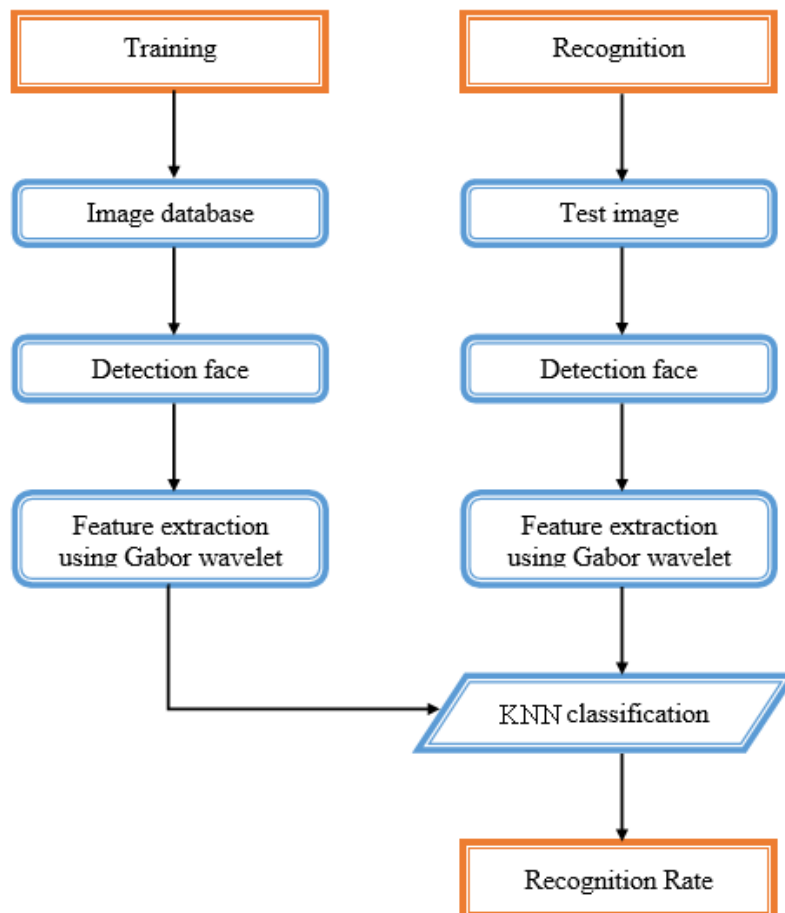 Training
Recognition
Image database
Test image
Detection face
Detection face
Feature extraction
using Gabor wavelet
Feature extraction
using Gabor wavelet
KNN classification
Recognition Rate